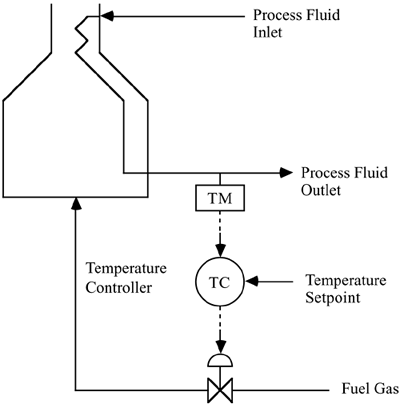 Process Fluid
Inlet
Process Fluid
Outlet
TM
Temperature
Controller
TC
Temperature
Setpoint
Fuel Gas